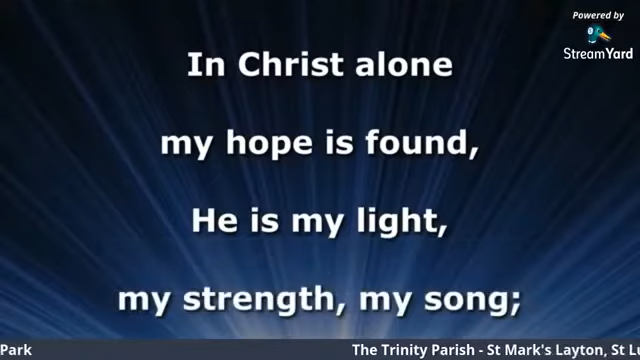 Powered by
StreamYard
In Christ alone
my hope is found,
He is my light,
my strength, my song;
Park
The Trinity Parish - St Mark's Layton, St